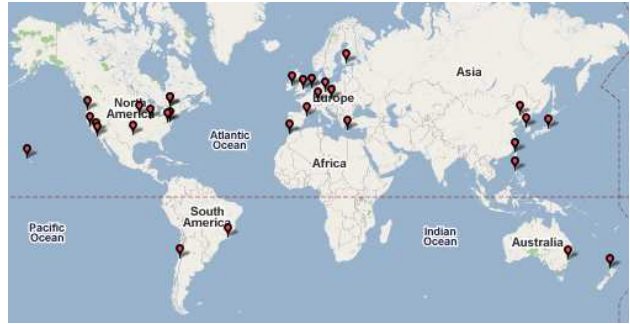 Asia
North
America
Europe
Atlantic
Ocean
Africa
South
America
Pacific
Ocean
Indian
Ocean
Australia